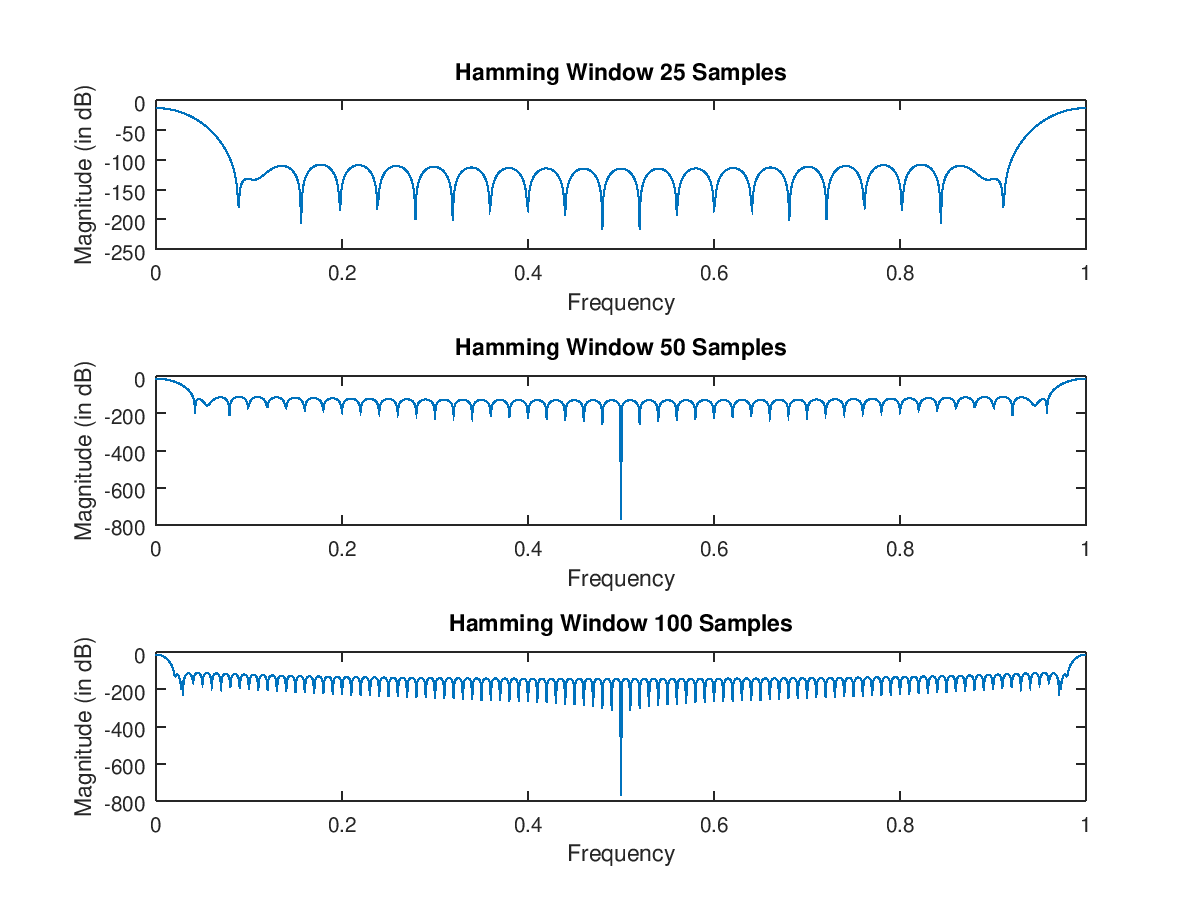 Hamming Window 25 Samples
Magnitude (in dB)
0
-50
-100
-150
-200
-250
0 0.2 0.4 0.6 0.8 1
Frequency
Hamming Window 50 Samples
Magnitude (in dB)
0
-200
-400
-600
-800
0 0.2 0.4 0.6 0.8 1
Frequency
Hamming Window 100 Samples
Magnitude (in dB)
0
-200
-400
-600
-800
0 0.2 0.4 0.6 0.8 1
Frequency